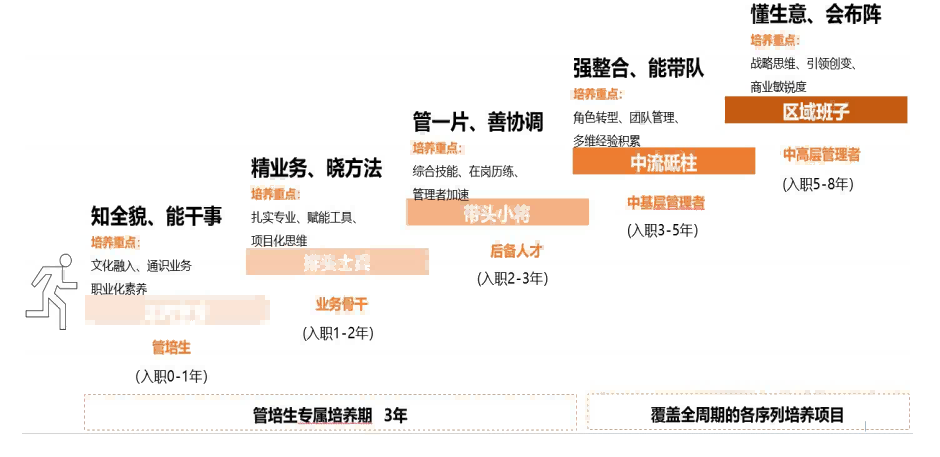 知全貌、能干事
培养重点：
文化融入、通识业务
职业化素养
管培生
(入职0-1年)
精业务、晓方法
培养重点：
扎实专业、赋能工具、
项目化思维
排头士兵
业务骨干
(入职1-2年)
管一片、善协调
培养重点：
综合技能、在岗历练、
管理者加速
带头小将
后备人才
(入职2-3年)
强整合、能带队
培养重点：
角色转型、团队管理、
多维经验积累
中流砥柱
中基层管理者
(入职3-5年)
懂生意、会布阵
培养重点：
战略思维、引领创变、
商业敏锐度
区域班子
中高层管理者
(入职5-8年)
管培生专属培养期 3年
覆盖全周期的各序列培养项目